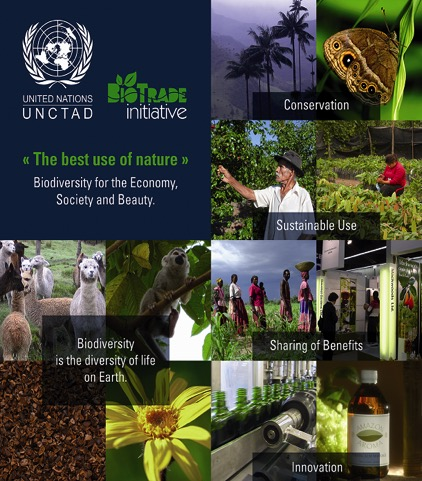 UNITED NATIONS
UNCTAD
BIOTRADE
initiative
« The best use of nature »
Biodiversity for the Economy,
Society and Beauty.
Conservation
Sustainable Use
Biodiversity
is the diversity of life
on Earth.
Sharing of Benefits
Innovation